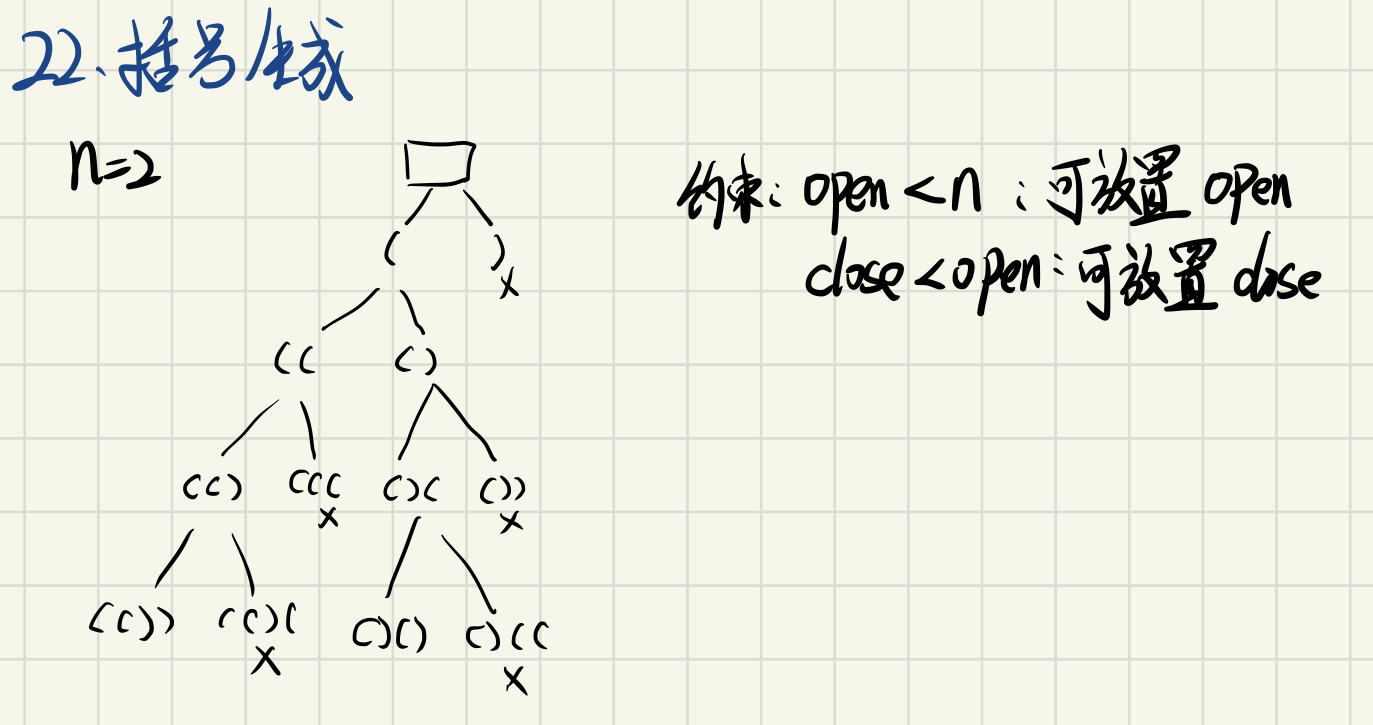 22、括号生成
n=2
约束: open < n ; 可放置 open
close < open : 可放置 close
( )
x
(( ()
(() ((( ()( ())
x x
(()) (()( ()() ()((
x x